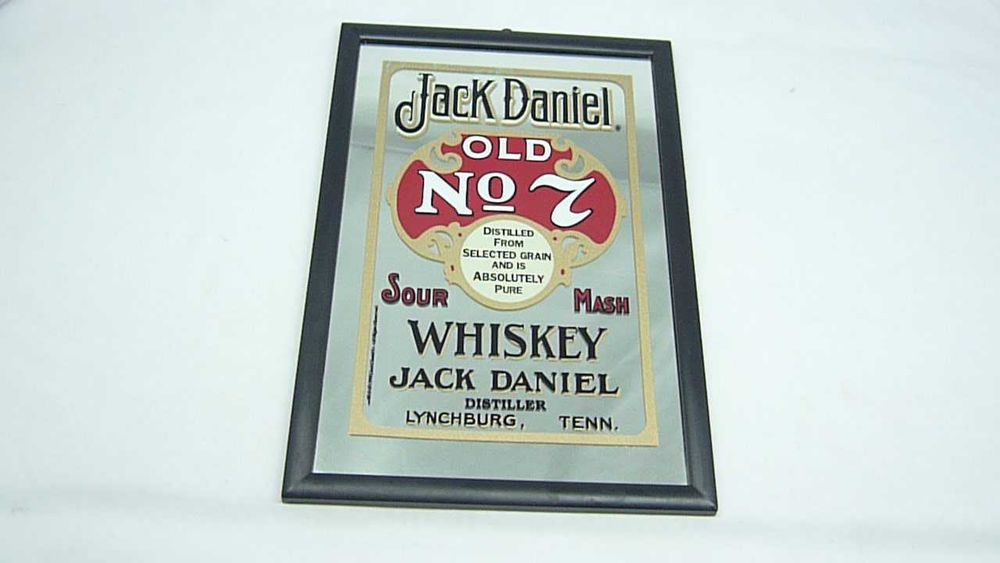 Jack Daniel.
OLD
No 7
DISTILLED
FROM
SELECTED GRAIN
AND IS
ABSOLUTELY
PURE
SOUR MASH
WHISKEY
JACK DANIEL
DISTILLER
LYNCHBURG, TENN.